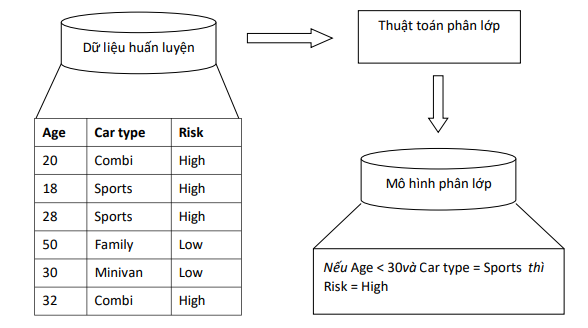 Dữ liệu huấn luyện
Thuật toán phân lớp
Age Car type Risk
20 Combi High
18 Sports High
28 Sports High
50 Family Low
30 Minivan Low
32 Combi High
Mô hình phân lớp
Nếu Age < 30và Car type = Sports thì
Risk = High